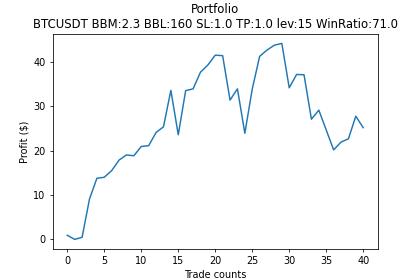 Portfolio
BTCUSDT BBM:2.3 BBL:160 SL:1.0 TP:1.0 lev:15 WinRatio:71.0
40
30
20
10
0
Profit ($)
0 5 10 15 20 25 30 35 40
Trade counts